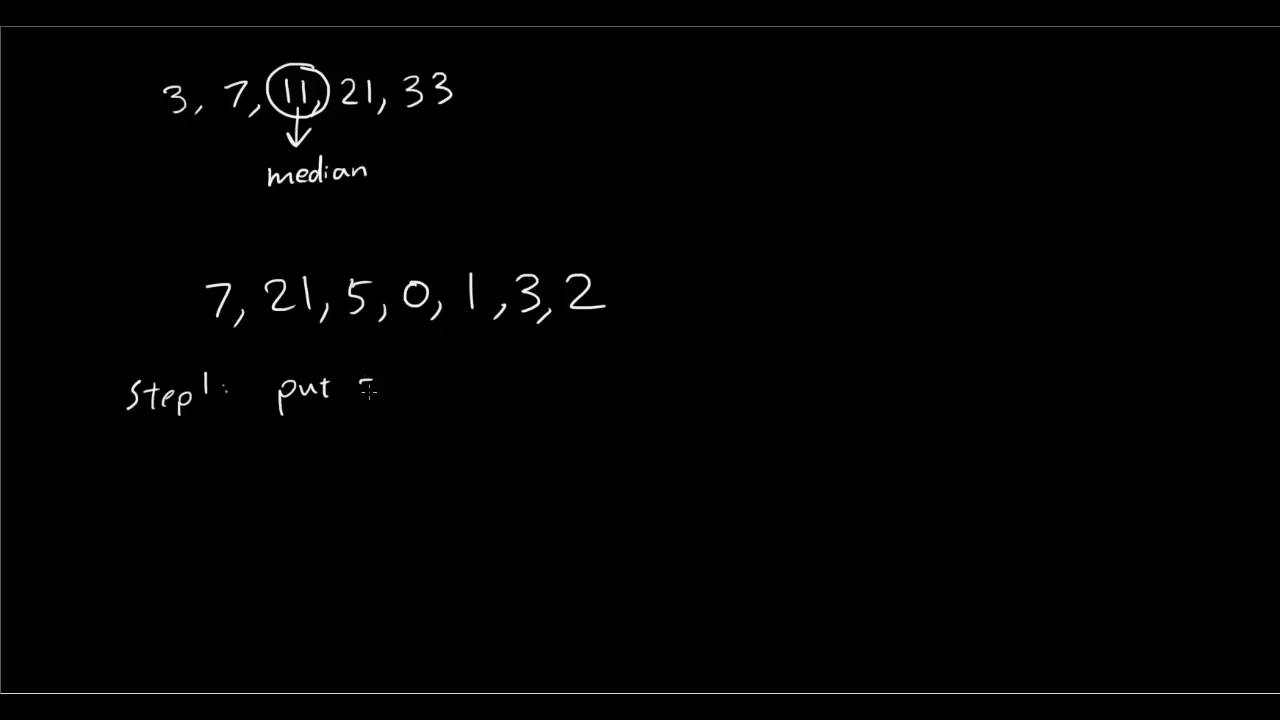 3, 7, 11, 21, 33
median
7, 21, 5, 0, 1, 3, 2
Step 1: put